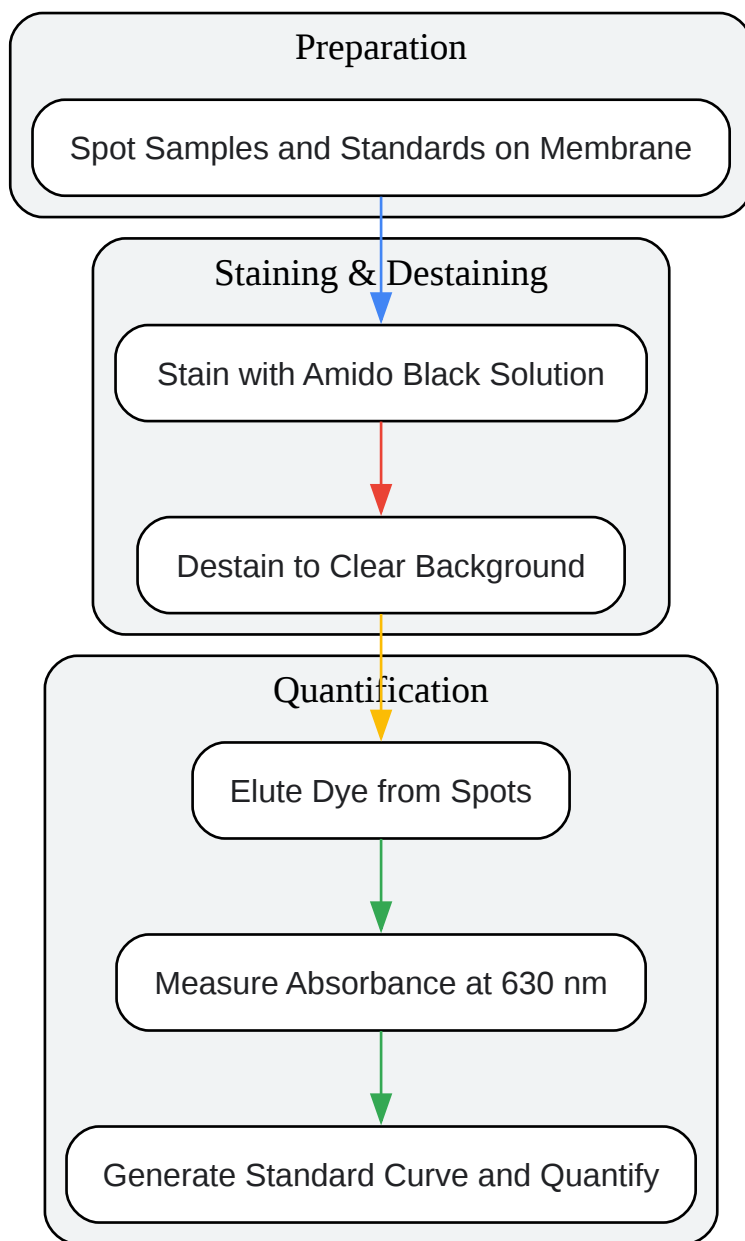 Preparation
Spot Samples and Standards on Membrane
Staining & Destaining
Stain with Amido Black Solution
Destain to Clear Background
Quantification
Elute Dye from Spots
Measure Absorbance at 630 nm
Generate Standard Curve and Quantify